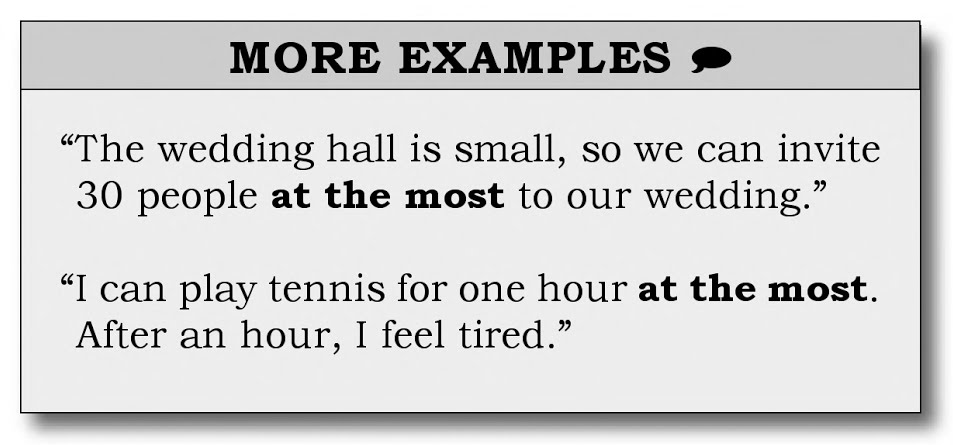 MORE EXAMPLES
“The wedding hall is small, so we can invite
30 people at the most to our wedding.”
“I can play tennis for one hour at the most.
After an hour, I feel tired.”